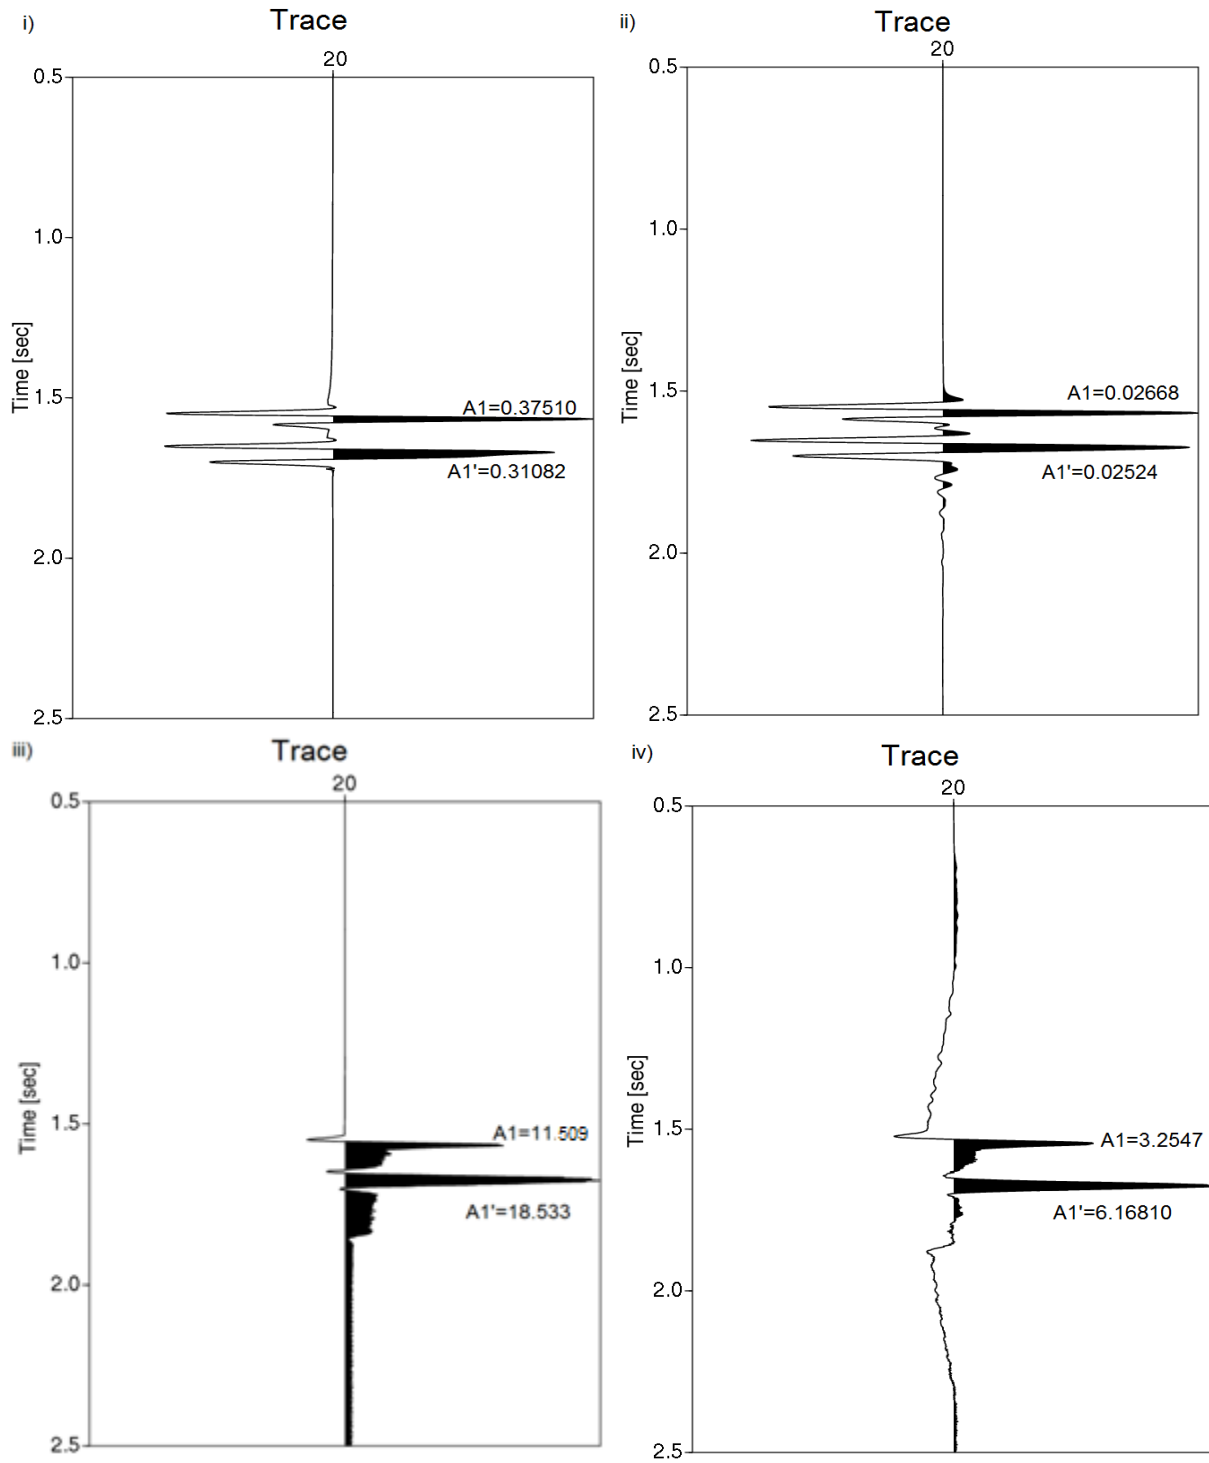 i)
Trace
20
0.5
1.0
1.5
2.0
2.5
Time [sec]
A1=0.37510
A1'=0.31082
ii)
Trace
20
0.5
1.0
1.5
2.0
2.5
Time [sec]
A1=0.02668
A1'=0.02524
iii)
Trace
20
0.5
1.0
1.5
2.0
2.5
Time [sec]
A1=11.509
A1'=18.533
iv)
Trace
20
0.5
1.0
1.5
2.0
2.5
Time [sec]
A1=3.2547
A1'=6.16810